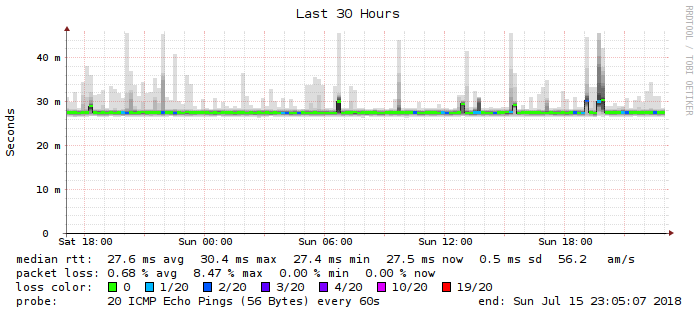 Last 30 Hours
RRDTOOL / TOBI OETIKER
Seconds
40 m
30 m
20 m
10 m
0
Sat 18:00 Sun 00:00 Sun 06:00 Sun 12:00 Sun 18:00
median rtt: 27.6 ms avg 30.4 ms max 27.4 ms min 27.5 ms now 0.5 ms sd 56.2 am/s
packet loss: 0.68 % avg 8.47 % max 0.00 % min 0.00 % now
loss color: 0 1/20 2/20 3/20 4/20 10/20 19/20
probe: 20 ICMP Echo Pings (56 Bytes) every 60s end: Sun Jul 15 23:05:07 2018